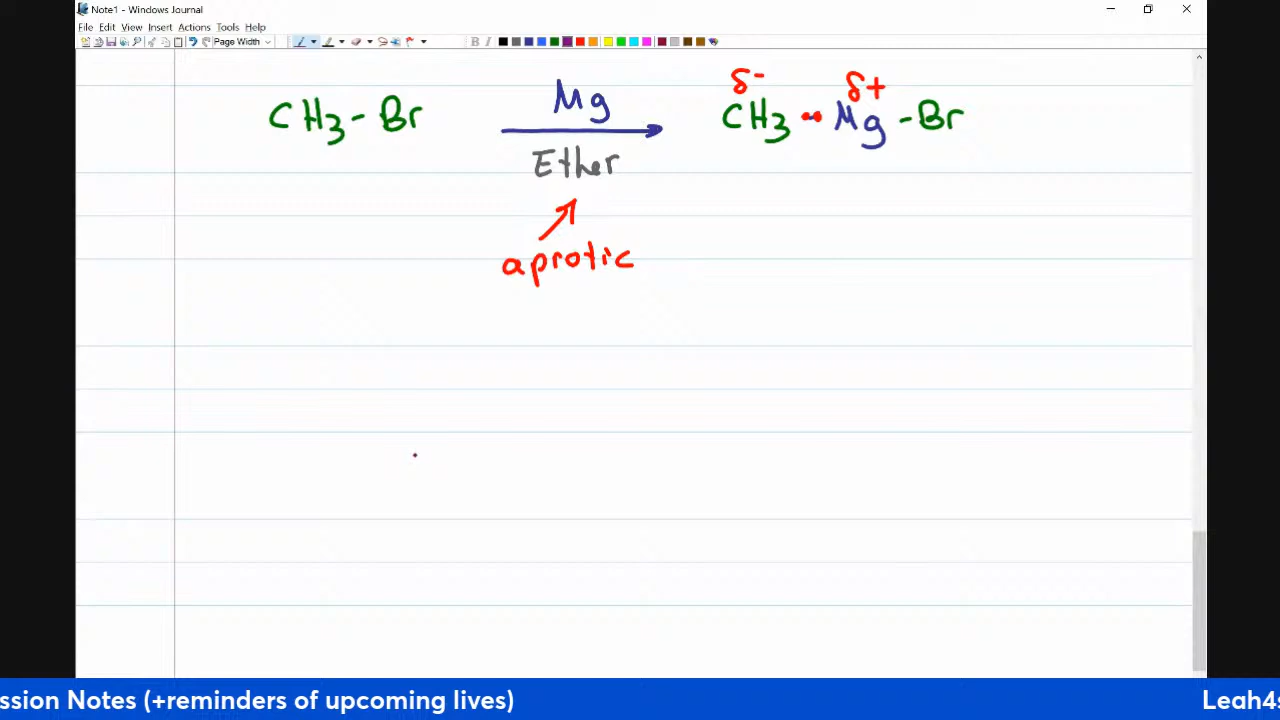 Note1 - Windows Journal
File Edit View Insert Actions Tools Help
Page Width B I
δ- δ+
CH3-Br Mg CH3 Mg-Br
Ether
aprotic
ssion Notes (+reminders of upcoming lives) Leah4s